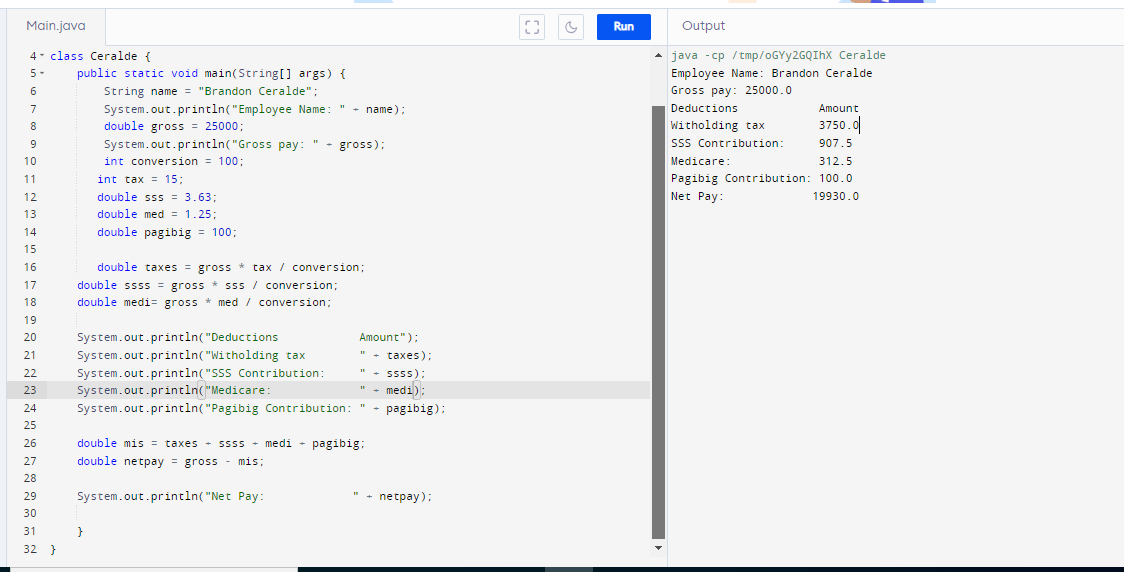 Main.java
Run
Output
4 class Ceralde {
5     public static void main(String[] args) {
6         String name = "Brandon Ceralde";
7         System.out.println("Employee Name: " + name);
8         double gross = 25000;
9         System.out.println("Gross pay: " + gross);
10         int conversion = 100;
11        int tax = 15;
12        double sss = 3.63;
13        double med = 1.25;
14        double pagibig = 100;
15
16        double taxes = gross * tax / conversion;
17     double ssss = gross * sss / conversion;
18     double medi= gross * med / conversion;
19
20     System.out.println("Deductions            Amount");
21     System.out.println("Witholding tax        " + taxes);
22     System.out.println("SSS Contribution:     " + ssss);
23     System.out.println("Medicare:             " + medi);
24     System.out.println("Pagibig Contribution: " + pagibig);
25
26     double mis = taxes + ssss + medi + pagibig;
27     double netpay = gross - mis;
28
29     System.out.println("Net Pay:             " + netpay);
30
31     }
32 }
java -cp /tmp/oGYy2GQIhX Ceralde
Employee Name: Brandon Ceralde
Gross pay: 25000.0
Deductions            Amount
Witholding tax        3750.0
SSS Contribution:     907.5
Medicare:             312.5
Pagibig Contribution: 100.0
Net Pay:             19930.0